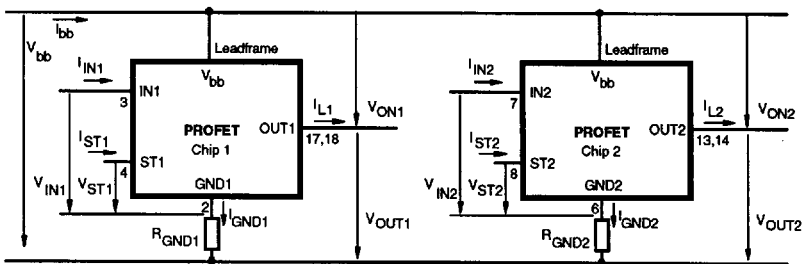 Ibb
Vbb
Leadframe
Vbb
IIN1
3
IN1
PROFET
Chip 1
OUT1
IL1
17,18
VON1
IST1
4
ST1
GND1
VIN1
VST1
2
IGND1
RGND1
VOUT1
Leadframe
Vbb
IIN2
7
IN2
PROFET
Chip 2
OUT2
IL2
13,14
VON2
IST2
8
ST2
GND2
VIN2
VST2
6
IGND2
RGND2
VOUT2